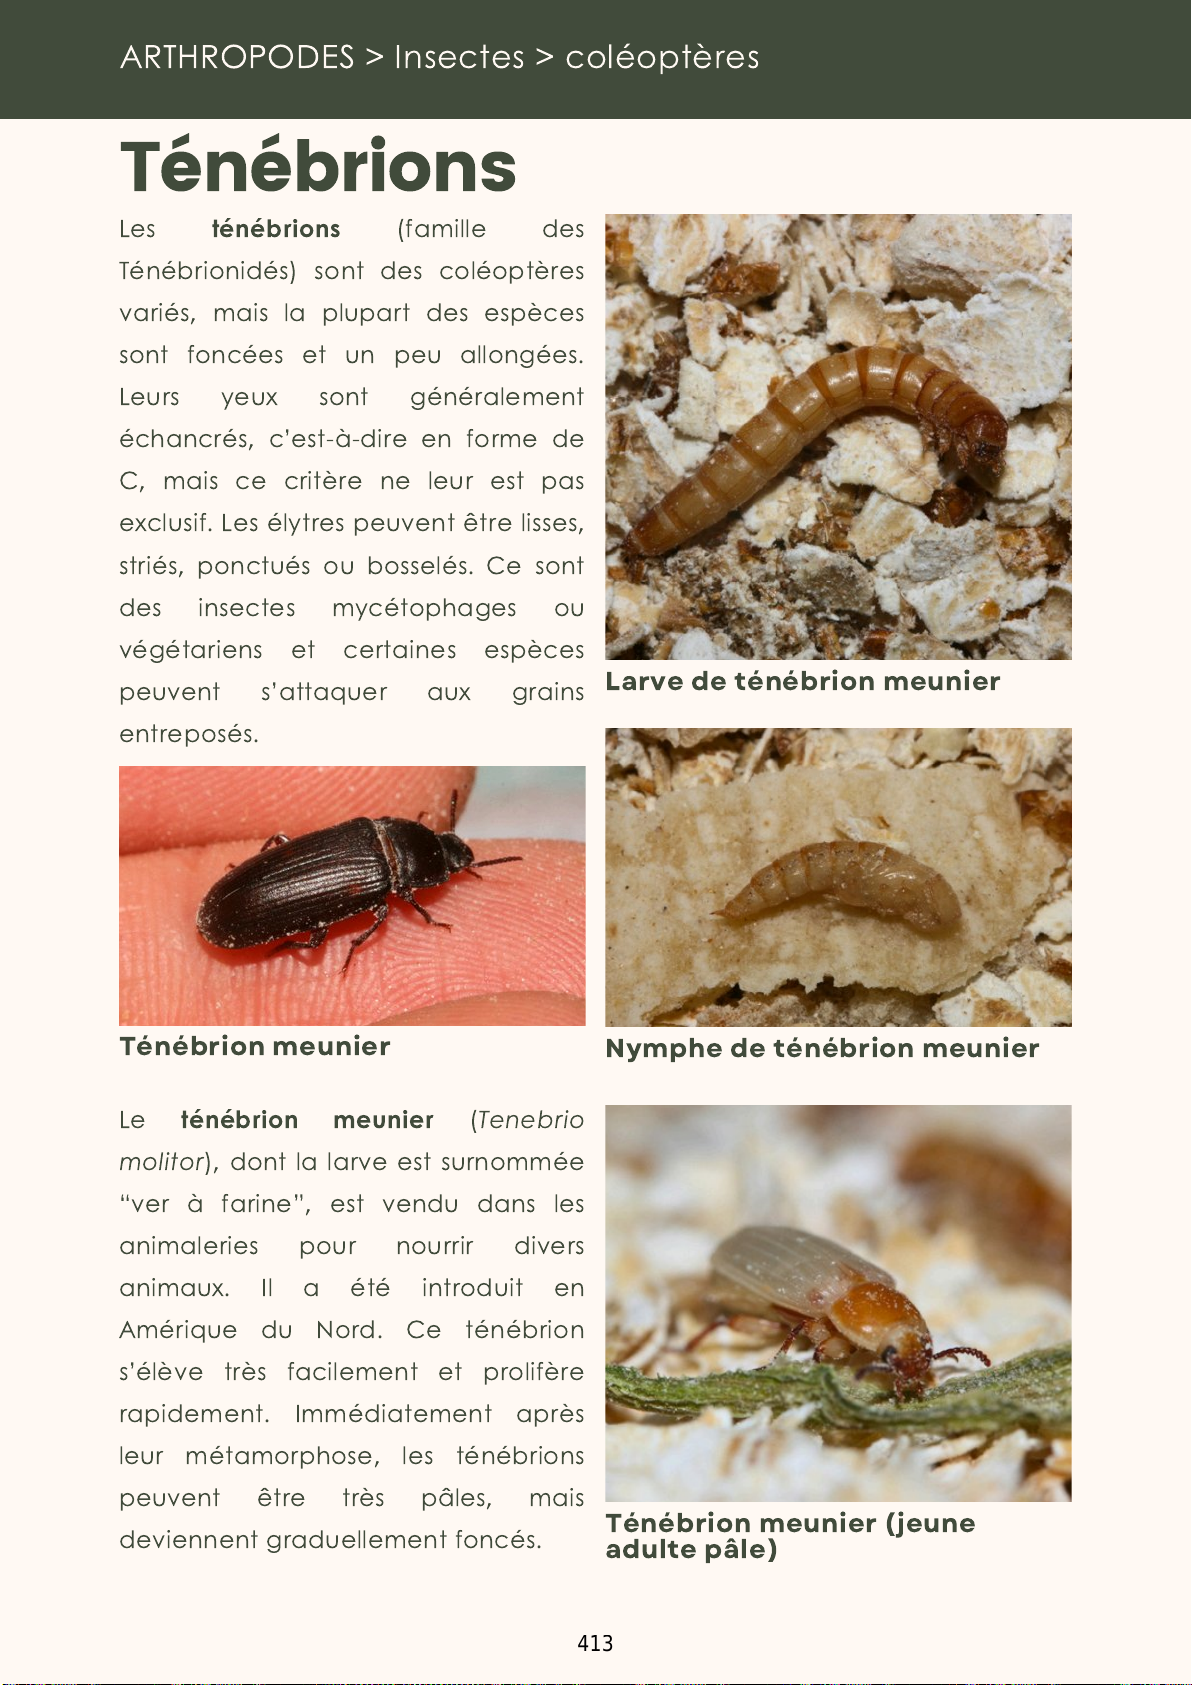 ARTHROPODES > Insectes > coléoptères
Ténébrions
Les ténébrions (famille des
Ténébrionidés) sont des coléoptères
variés, mais la plupart des espèces
sont foncées et un peu allongées.
Leurs yeux sont généralement
échancrés, c'est-à-dire en forme de
C, mais ce critère ne leur est pas
exclusif. Les élytres peuvent être lisses,
striés, ponctués ou bosselés. Ce sont
des insectes mycétophages ou
végétariens et certaines espèces
peuvent s'attaquer aux grains
entreposés.
Ténébrion meunier
Le ténébrion meunier (Tenebrio
molitor), dont la larve est surnommée
“ver à farine”, est vendu dans les
animaleries pour nourrir divers
animaux. Il a été introduit en
Amérique du Nord. Ce ténébrion
s'élève très facilement et prolifère
rapidement. Immédiatement après
leur métamorphose, les ténébrions
peuvent être très pâles, mais
deviennent graduellement foncés.
Larve de ténébrion meunier
Nymphe de ténébrion meunier
Ténébrion meunier (jeune
adulte pâle)
413